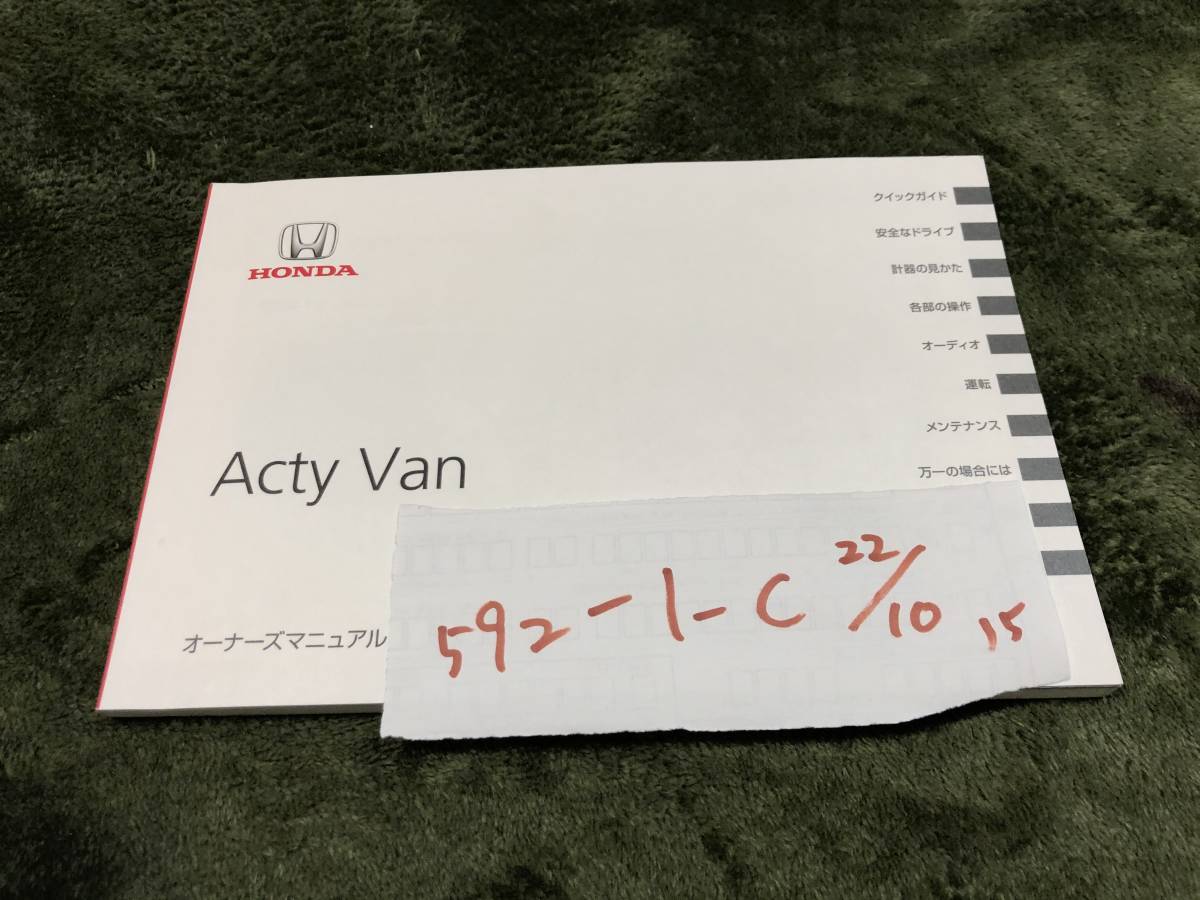 HONDA
クイックガイド
安全なドライブ
計器の見かた
各部の操作
オーディオ
運転
メンテナンス
万一の場合には
Acty Van
オーナーズマニュアル
592-1-C 22/10 15